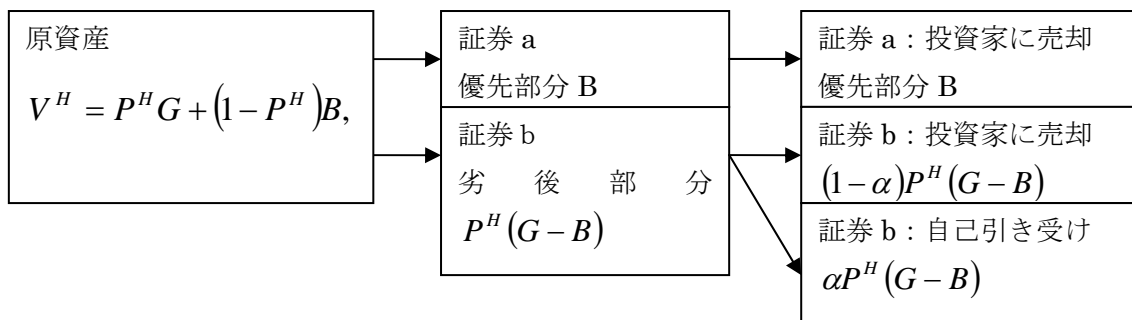 原資産
V^H = P^H G + (1 - P^H)B,
証券 a
優先部分 B
証券 b
劣後部分
P^H (G - B)
証券 a：投資家に売却
優先部分 B
証券 b：投資家に売却
(1 - α)P^H (G - B)
証券 b：自己引き受け
αP^H (G - B)